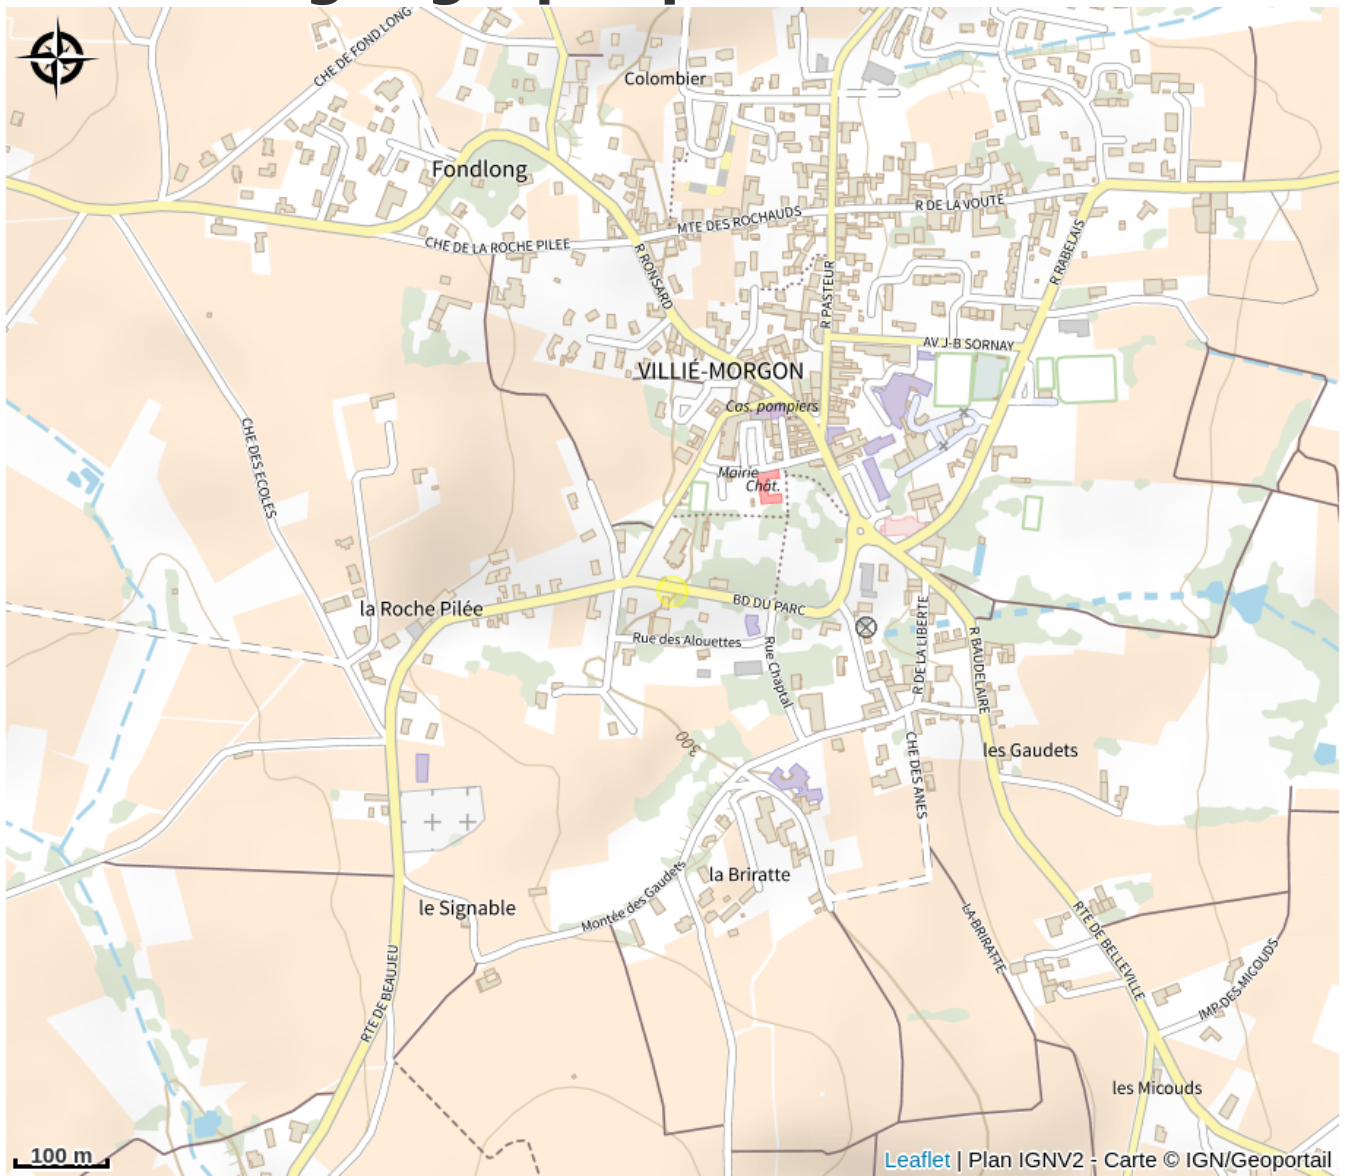 CHE DE FOND LONG
Colombier
Fondlong
R DE LA VOUTE
MTE DES ROCHAUDS
CHE DE LA ROCHE PILEE
R RONSARD
R PASTEUR
R RABELAIS
AV J-B SORNAY
VILLIÉ-MORGON
Cas. pompiers
CHE DES ECOLES
Mairie
Chât.
la Roche Pilée
BD DU PARC
Rue des Alouettes
Rue Chaptal
R DE LA LIBERTE
R BAUDELAIRE
300
les Gaudets
CHE DES ANES
la Briratte
le Signable
Montée des Gaudets
LA BRIRATTE
RTE DE BELLEVILLE
RTE DE BEAUJEU
IMP DES MICOUDS
les Micouds
100 m
Leaflet | Plan IGNV2 - Carte © IGN/Geoportail